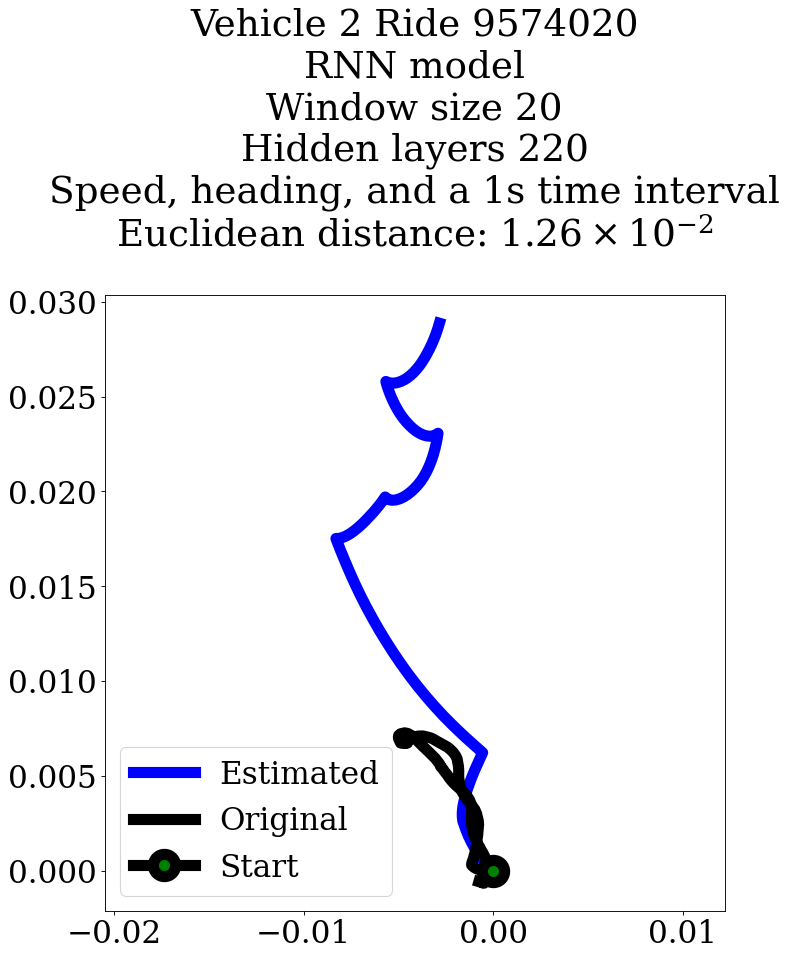 Vehicle 2 Ride 9574020
RNN model
Window size 20
Hidden layers 220
Speed, heading, and a 1s time interval
Euclidean distance: 1.26 × 10⁻²
0.030
0.025
0.020
0.015
0.010
0.005
0.000
Estimated
Original
Start
−0.02 −0.01 0.00 0.01